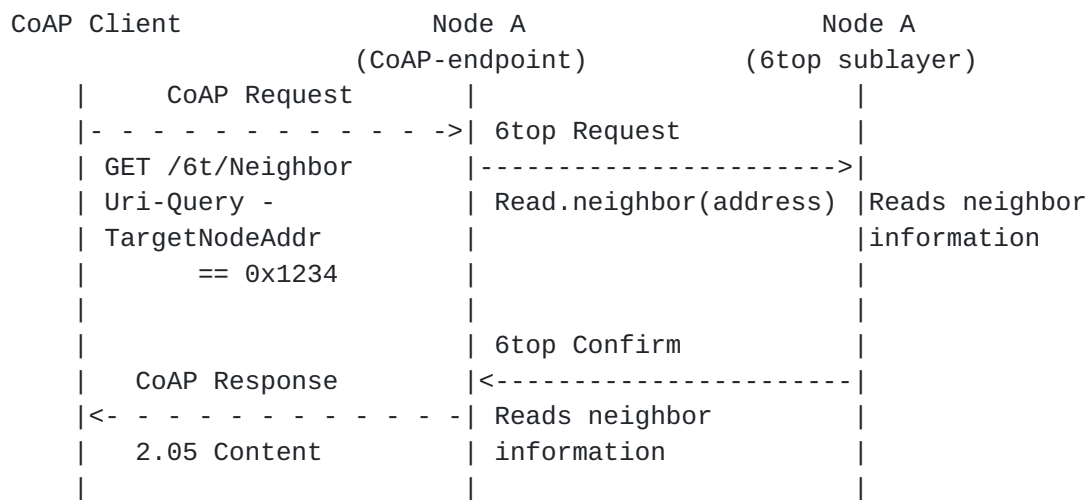 CoAP Client                Node A                    Node A
                      (CoAP-endpoint)          (6top sublayer)
    |     CoAP Request       |                        |
    |- - - - - - - - - - - ->| 6top Request           |
    | GET /6t/Neighbor       |----------------------->|
    | Uri-Query -            | Read.neighbor(address) |Reads neighbor
    | TargetNodeAddr         |                        |information
    |       == 0x1234        |                        |
    |                        |                        |
    |                        | 6top Confirm           |
    |   CoAP Response        |<-----------------------|
    |<- - - - - - - - - - - -| Reads neighbor         |
    |   2.05 Content         | information            |
    |                        |                        |